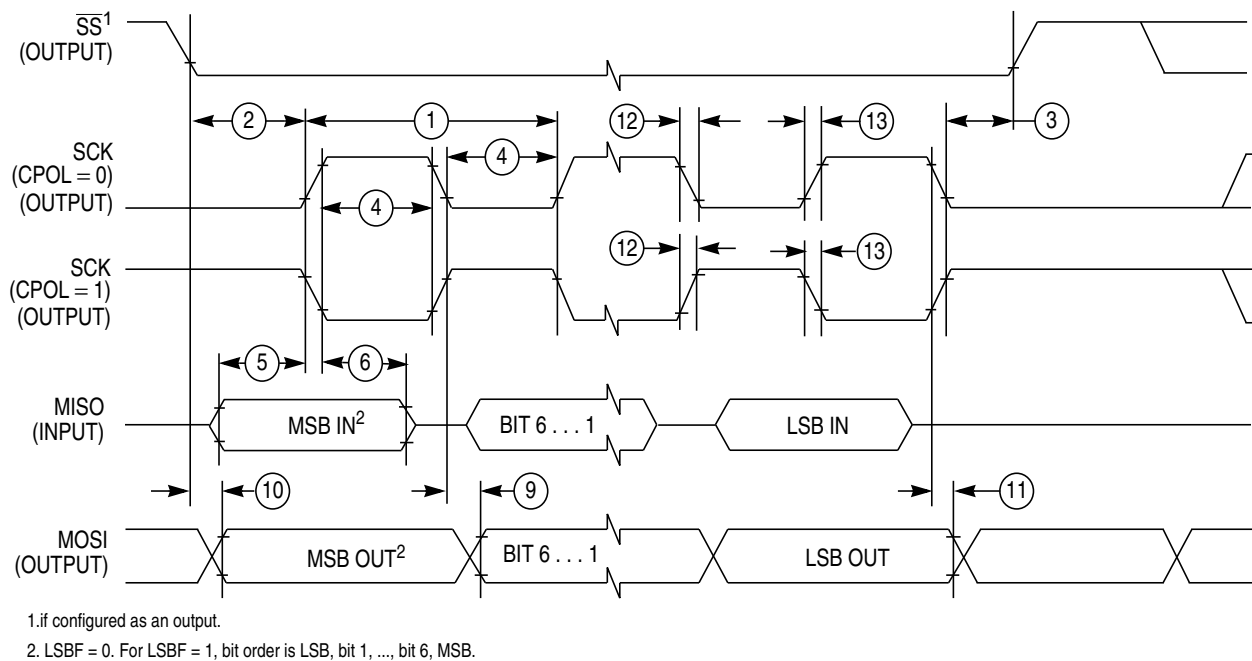 SS1
(OUTPUT)
2
1
12
13
3
SCK
(CPOL = 0)
(OUTPUT)
4
4
12
13
SCK
(CPOL = 1)
(OUTPUT)
5
6
MISO
(INPUT)
MSB IN2
BIT 6 . . . 1
LSB IN
10
9
11
MOSI
(OUTPUT)
MSB OUT2
BIT 6 . . . 1
LSB OUT
1.if configured as an output.
2. LSBF = 0. For LSBF = 1, bit order is LSB, bit 1, ..., bit 6, MSB.